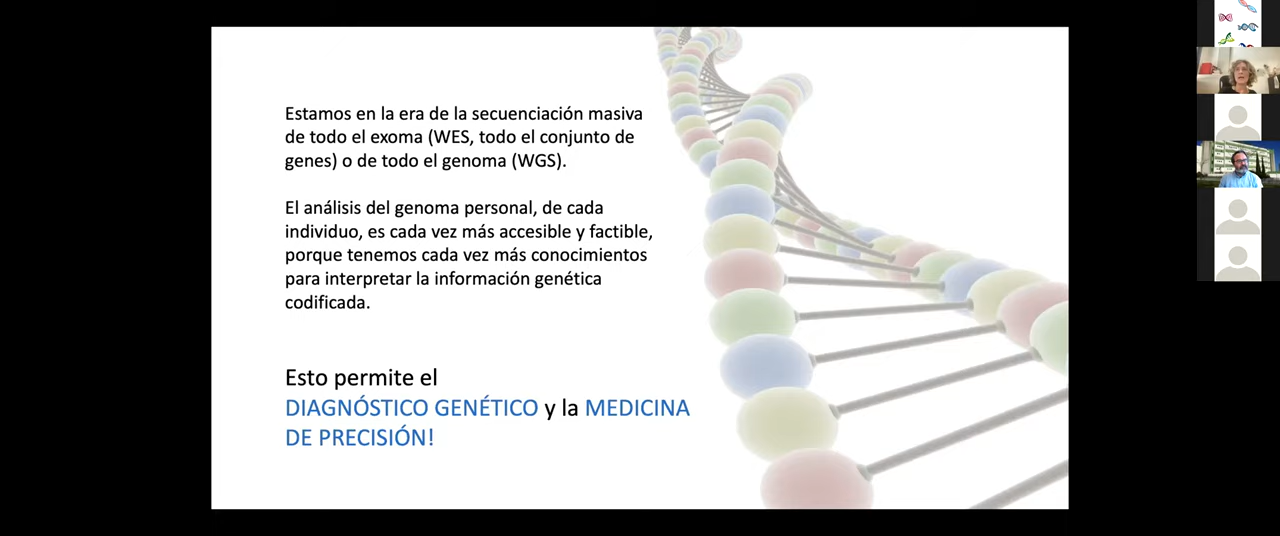 Estamos en la era de la secuenciación masiva
de todo el exoma (WES, todo el conjunto de
genes) o de todo el genoma (WGS).
El análisis del genoma personal, de cada
individuo, es cada vez más accesible y factible,
porque tenemos cada vez más conocimientos
para interpretar la información genética
codificada.
Esto permite el
DIAGNÓSTICO GENÉTICO y la MEDICINA
DE PRECISIÓN!